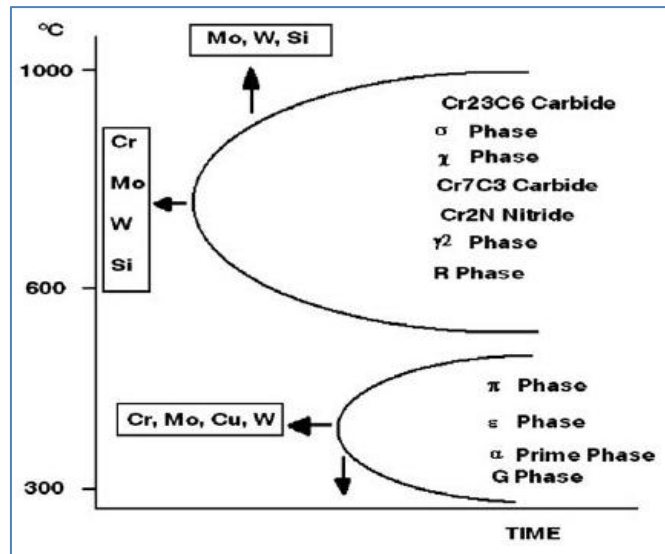 °C
Mo, W, Si
1000
Cr23C6 Carbide
σ Phase
χ Phase
Cr7C3 Carbide
Cr2N Nitride
γ2 Phase
R Phase
Cr
Mo
W
Si
600
π Phase
ε Phase
α Prime Phase
G Phase
Cr, Mo, Cu, W
300
TIME